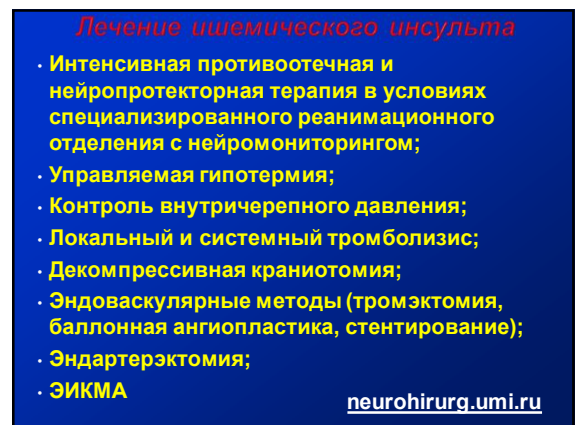 Лечение ишемического инсульта
• Интенсивная противоотечная и
нейропротекторная терапия в условиях
специализированного реанимационного
отделения с нейромониторингом;
• Управляемая гипотермия;
• Контроль внутричерепного давления;
• Локальный и системный тромболизис;
• Декомпрессивная краниотомия;
• Эндоваскулярные методы (тромэктомия,
баллонная ангиопластика, стентирование);
• Эндартерэктомия;
• ЭИКМА
neurohirurg.umi.ru